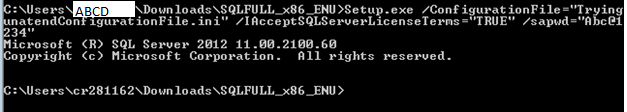 C:\Users\ABCD\Downloads\SQLFULL_x86_ENU>Setup.exe /ConfigurationFile="Trying
unatendConfigurationFile.ini" /IAcceptSQLServerLicenseTerms="TRUE" /sapwd="Abc@1
234"
Microsoft (R) SQL Server 2012 11.00.2100.60
Copyright (c) Microsoft Corporation.  All rights reserved.
C:\Users\cr281162\Downloads\SQLFULL_x86_ENU>